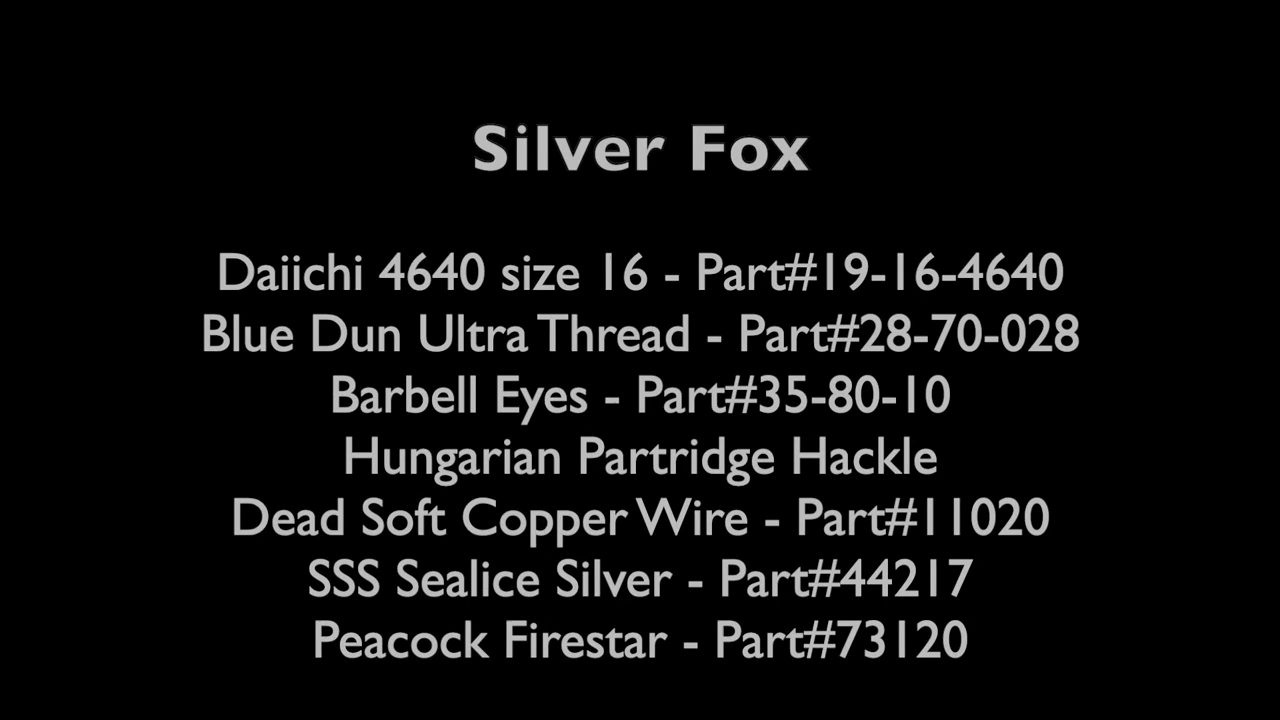 Silver Fox
Daiichi 4640 size 16 - Part#19-16-4640
Blue Dun Ultra Thread - Part#28-70-028
Barbell Eyes - Part#35-80-10
Hungarian Partridge Hackle
Dead Soft Copper Wire - Part#11020
SSS Sealice Silver - Part#44217
Peacock Firestar - Part#73120